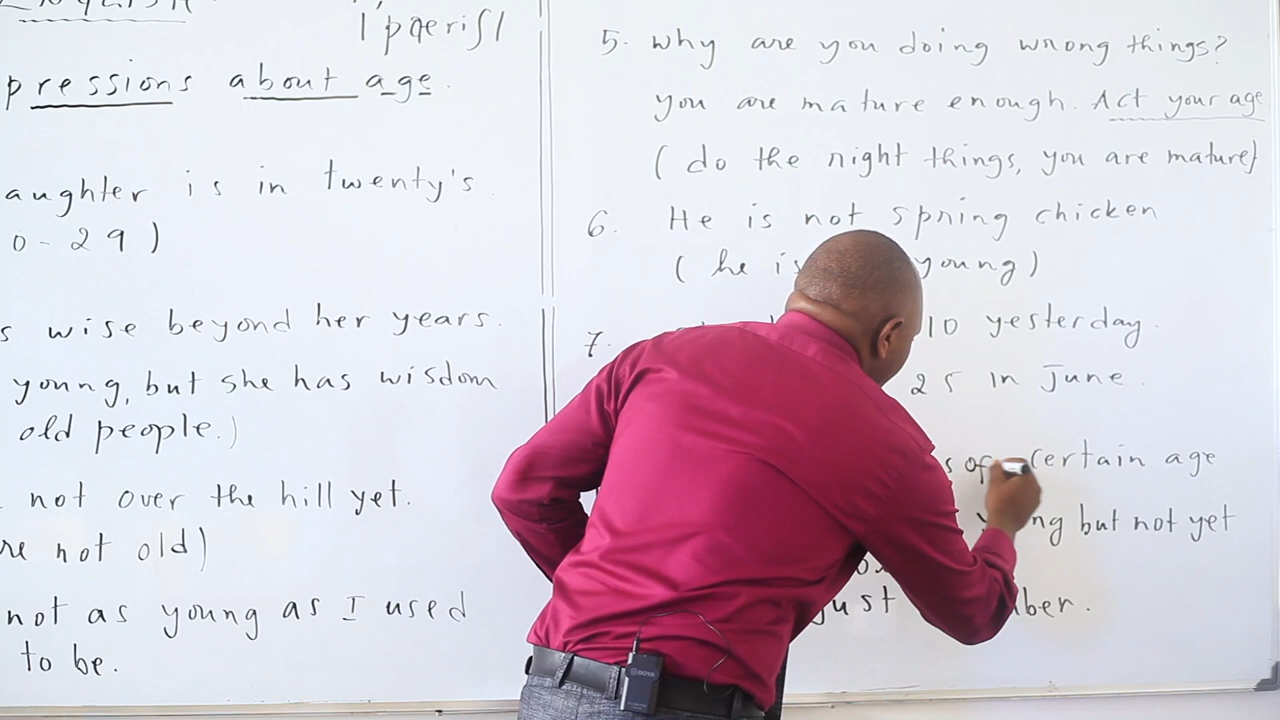 English
/'pæriʃ/
pressions about age.
aughter is in twenty's
0-29)
s wise beyond her years.
young, but she has wisdom
old people.)
not over the hill yet.
re not old)
not as young as I used
to be.
5. Why are you doing wrong things?
you are mature enough. Act your age
(do the right things, you are mature)
6. He is not spring chicken
(he is young)
7. 10 yesterday.
25 in June.
s of certain age
ng but not yet
just ber.
BOYA